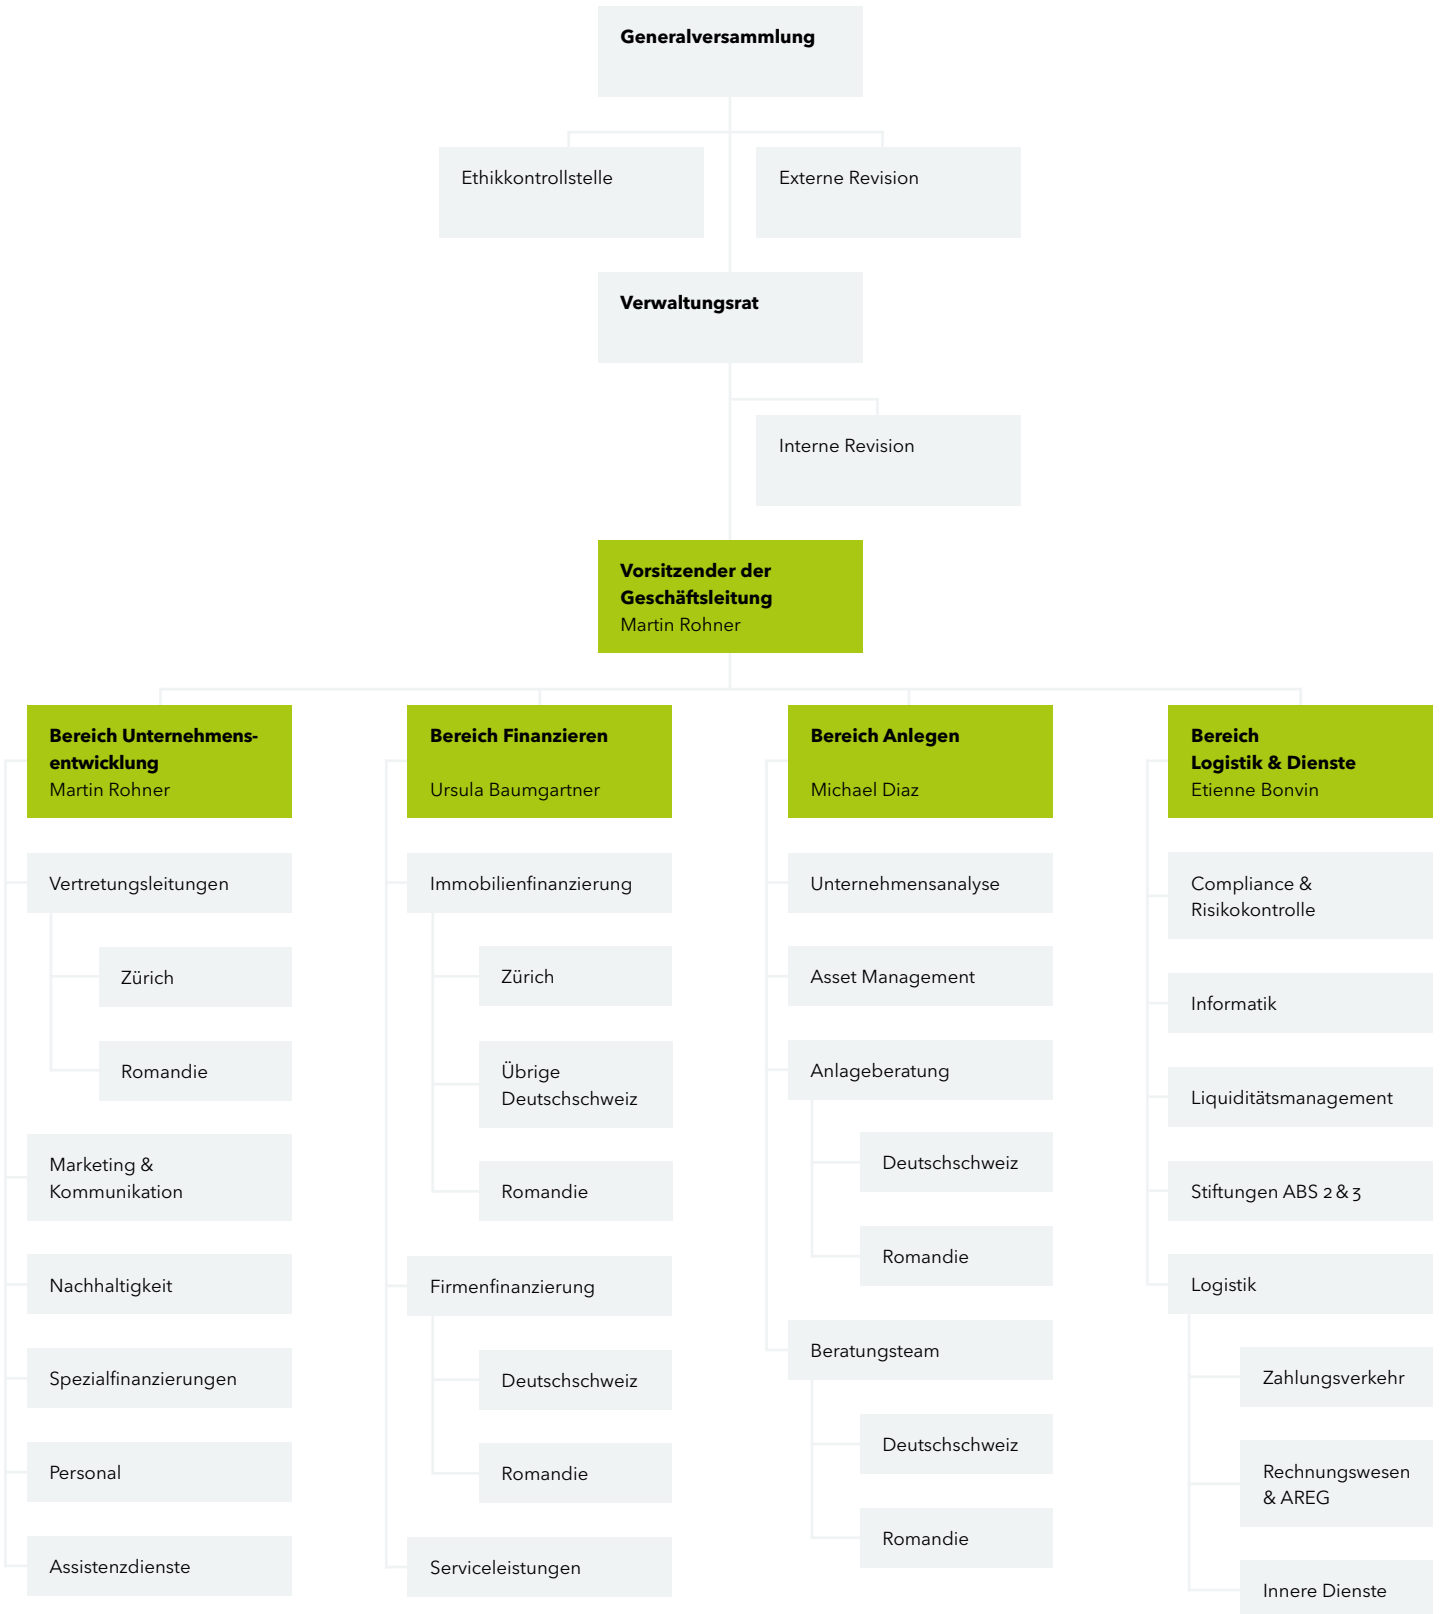 Generalversammlung
Ethikkontrollstelle
Externe Revision
Verwaltungsrat
Interne Revision
Vorsitzender der
Geschäftsleitung
Martin Rohner
Bereich Unternehmens-
entwicklung
Martin Rohner
Vertretungsleitungen
Zürich
Romandie
Marketing &
Kommunikation
Nachhaltigkeit
Spezialfinanzierungen
Personal
Assistenzdienste
Bereich Finanzieren
Ursula Baumgartner
Immobilienfinanzierung
Zürich
Übrige
Deutschschweiz
Romandie
Firmenfinanzierung
Deutschschweiz
Romandie
Serviceleistungen
Bereich Anlegen
Michael Diaz
Unternehmensanalyse
Asset Management
Anlageberatung
Deutschschweiz
Romandie
Beratungsteam
Deutschschweiz
Romandie
Bereich
Logistik & Dienste
Etienne Bonvin
Compliance &
Risikokontrolle
Informatik
Liquiditätsmanagement
Stiftungen ABS 2 & 3
Logistik
Zahlungsverkehr
Rechnungswesen
& AREG
Innere Dienste